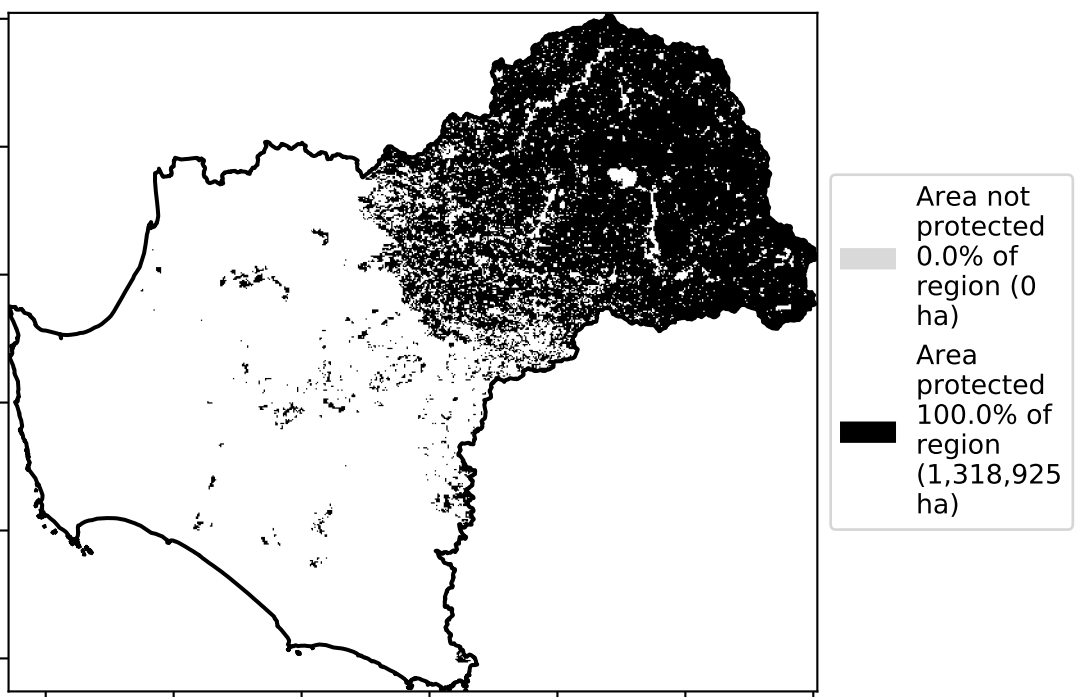 Area not
protected
0.0% of
region (0
ha)
Area
protected
100.0% of
region
(1,318,925
ha)